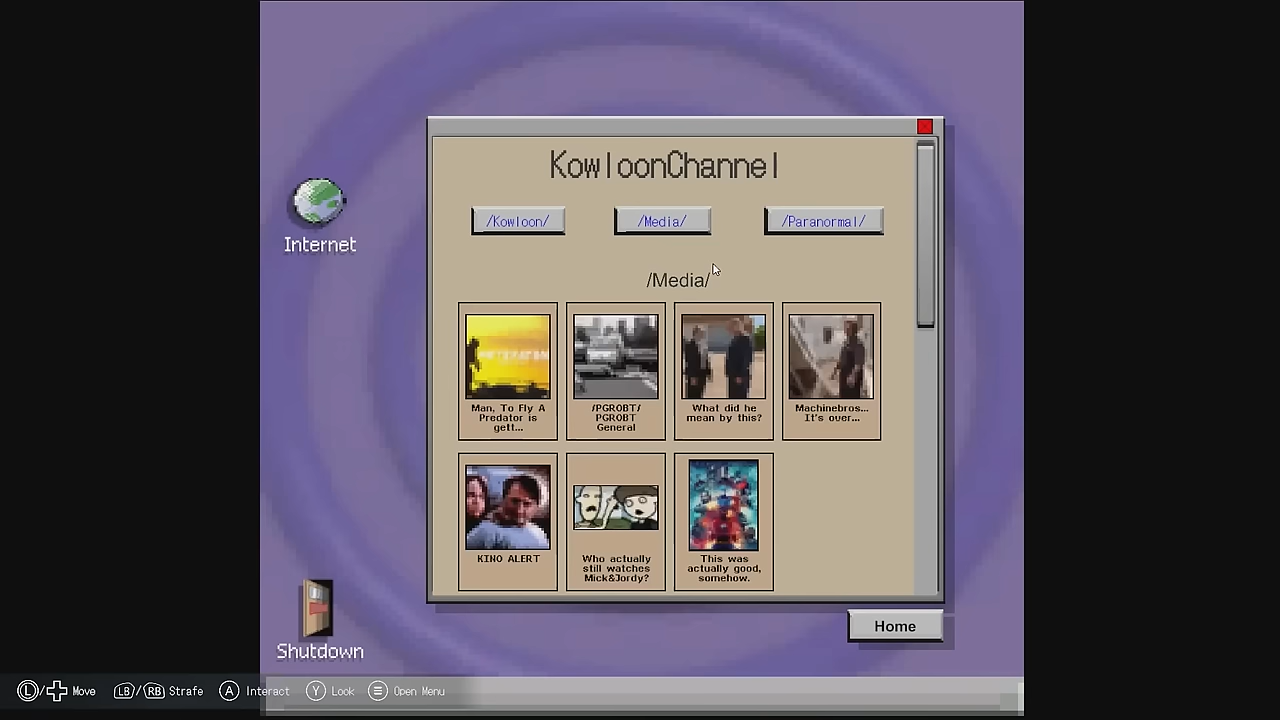 KowloonChannel
/Kowloon/ /Media/ /Paranormal/
Internet
/Media/
Man, To Fly A
Predator is
gett...
/PGROBT/
PGROBT
General
What did he
mean by this?
Machinebros...
It's over...
KINO ALERT
Who actually
still watches
Mick&Jordy?
This was
actually good,
somehow.
Home
Shutdown
L/ Move LB/RB Strafe A Interact Y Look Open Menu